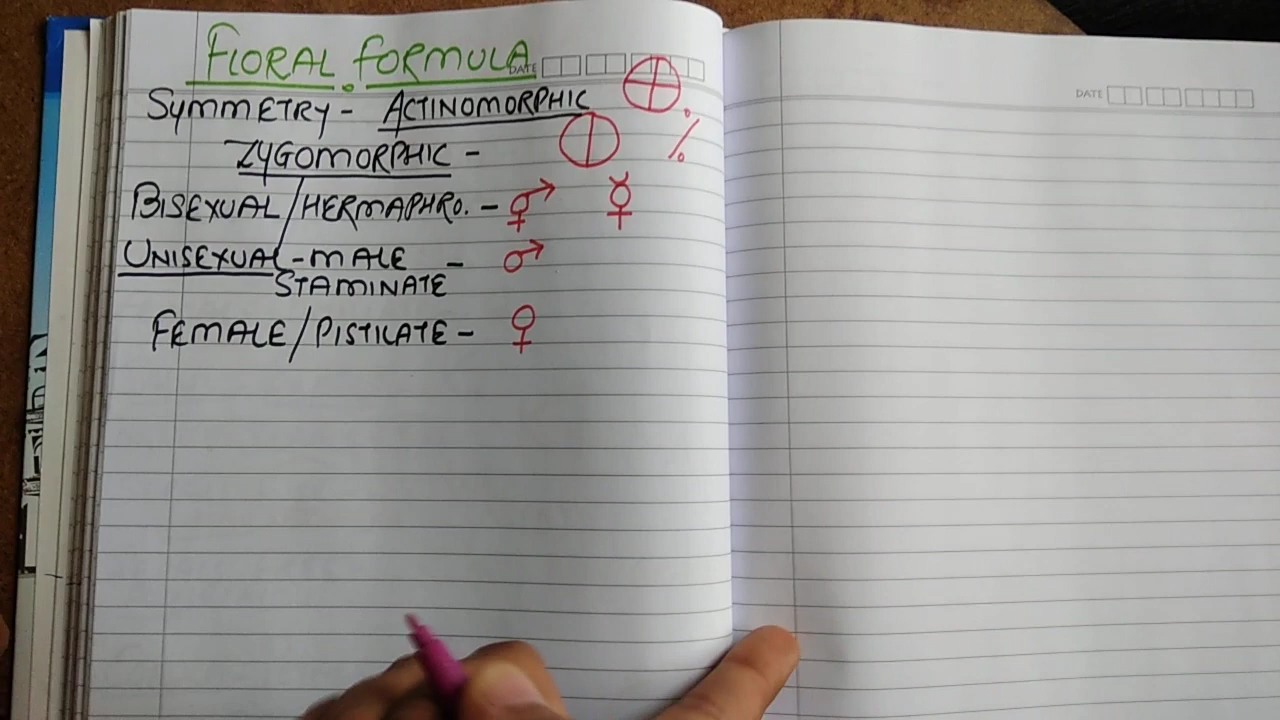 FLORAL FORMULA
DATE
SYMMETRY - ACTINOMORPHIC ⊕.
ZYGOMORPHIC - ⦶ %
BISEXUAL/HERMAPHRO. - ⚥ ☿
UNISEXUAL - MALE - ♂
STAMINATE
FEMALE/PISTILATE - ♀
DATE